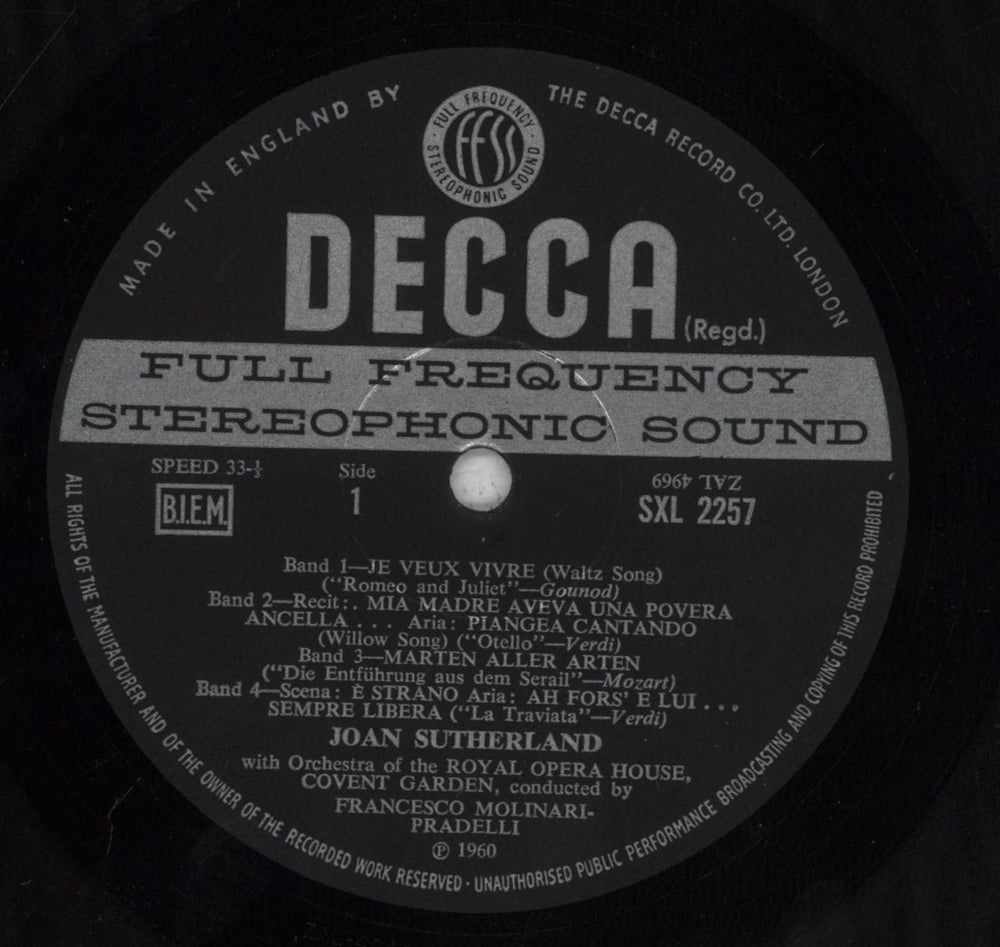 MADE IN ENGLAND BY
THE DECCA RECORD CO. LTD. LONDON
FULL FREQUENCY
ffss
STEREOPHONIC SOUND
DECCA
(Regd.)
FULL FREQUENCY
STEREOPHONIC SOUND
SPEED 33-⅓
Side
ZAL 4969
B.I.E.M.
1
SXL 2257
Band 1—JE VEUX VIVRE (Waltz Song)
("Romeo and Juliet"—Gounod)
Band 2—Recit:. MIA MADRE AVEVA UNA POVERA
ANCELLA . . . Aria: PIANGEA CANTANDO
(Willow Song) ("Otello"—Verdi)
Band 3—MARTEN ALLER ARTEN
("Die Entführung aus dem Serail"—Mozart)
Band 4—Scena: È STRANO Aria: AH FORS' E LUI . . .
SEMPRE LIBERA ("La Traviata"—Verdi)
JOAN SUTHERLAND
with Orchestra of the ROYAL OPERA HOUSE,
COVENT GARDEN, conducted by
FRANCESCO MOLINARI-
PRADELLI
℗ 1960
ALL RIGHTS OF THE MANUFACTURER AND OF THE OWNER OF THE RECORDED WORK RESERVED · UNAUTHORISED PUBLIC PERFORMANCE BROADCASTING AND COPYING OF THIS RECORD PROHIBITED